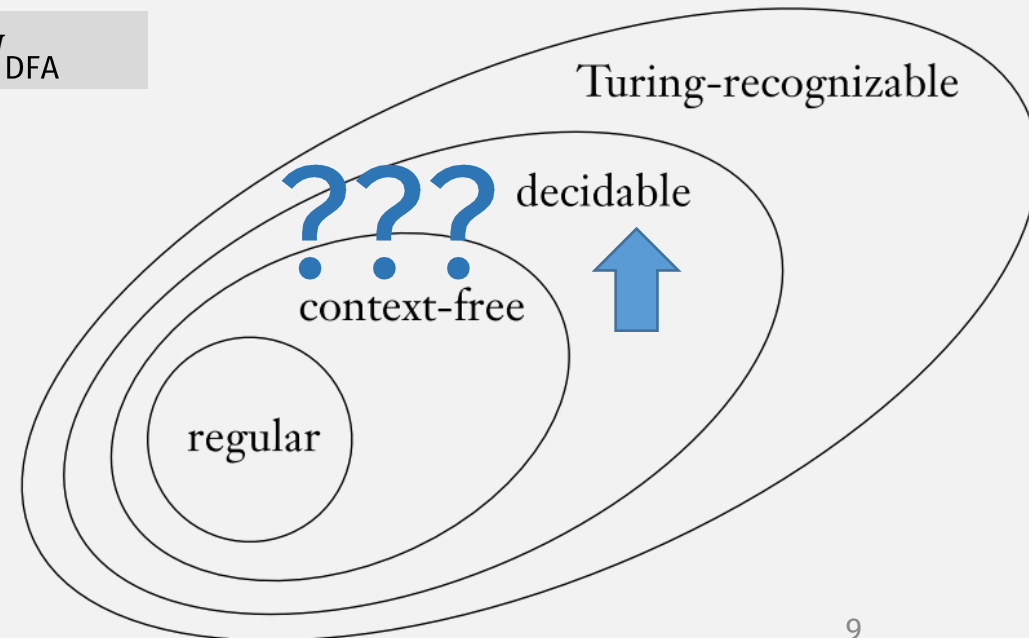 DFA
Turing-recognizable
???
decidable
context-free
regular
9